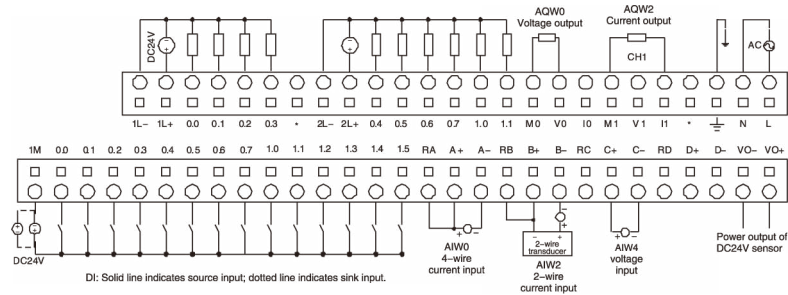 AQW0
Voltage output
AQW2
Current output
DC24V
DC24V
CH1
AC
1L- 1L+ 0.0 0.1 0.2 0.3 * 2L- 2L+ 0.4 0.5 0.6 0.7 1.0 1.1 M0 V0 I0 M1 V1 I1 * N L
1M 0.0 0.1 0.2 0.3 0.4 0.5 0.6 0.7 1.0 1.1 1.2 1.3 1.4 1.5 RA A+ A- RB B+ B- RC C+ C- RD D+ D- VO- VO+
DC24V
DI: Solid line indicates source input; dotted line indicates sink input.
AIW0
4-wire
current input
2-wire
transducer
AIW2
2-wire
current input
AIW4
voltage
input
Power output of
DC24V sensor